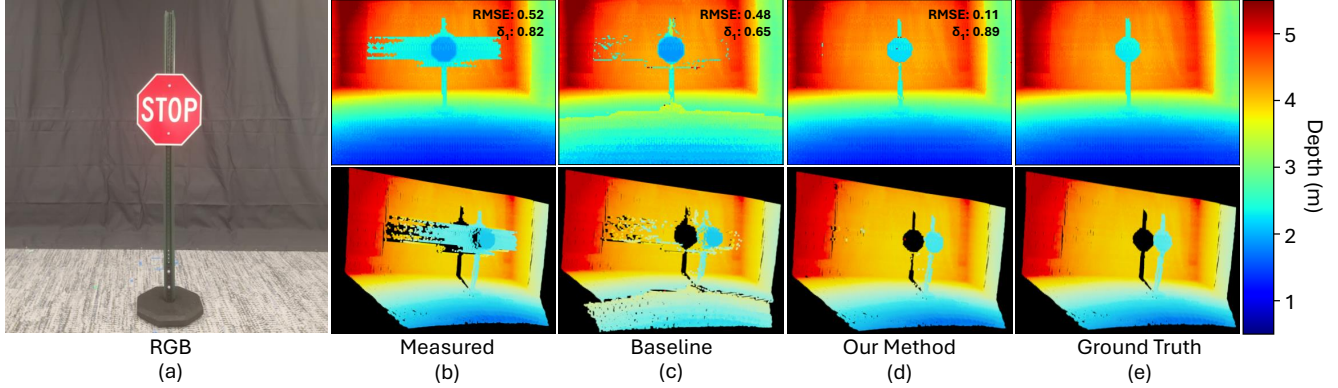 STOP
RMSE: 0.52
δ₁: 0.82
RMSE: 0.48
δ₁: 0.65
RMSE: 0.11
δ₁: 0.89
5
4
3
2
1
Depth (m)
RGB
Measured
Baseline
Our Method
Ground Truth
(a)
(b)
(c)
(d)
(e)